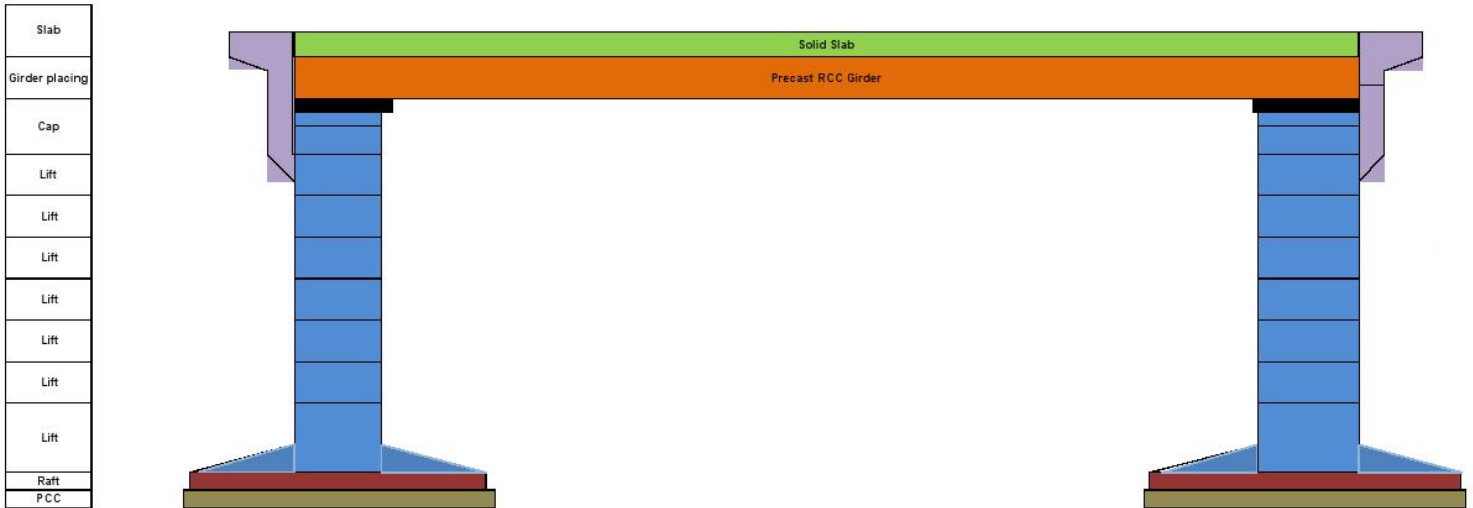 Slab
Solid Slab
Girder placing
Precast RCC Girder
Cap
Lift
Lift
Lift
Lift
Lift
Lift
Lift
Raft
PCC